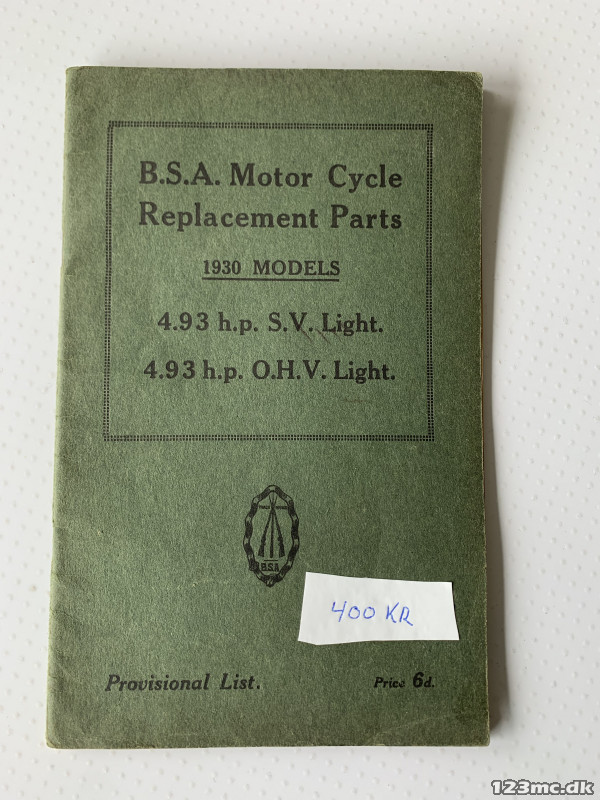 B.S.A. Motor Cycle
Replacement Parts
1930 MODELS
4.93 h.p. S.V. Light.
4.93 h.p. O.H.V. Light.
B.S.A
400 KR
Provisional List.
Price 6d.
123mc.dk